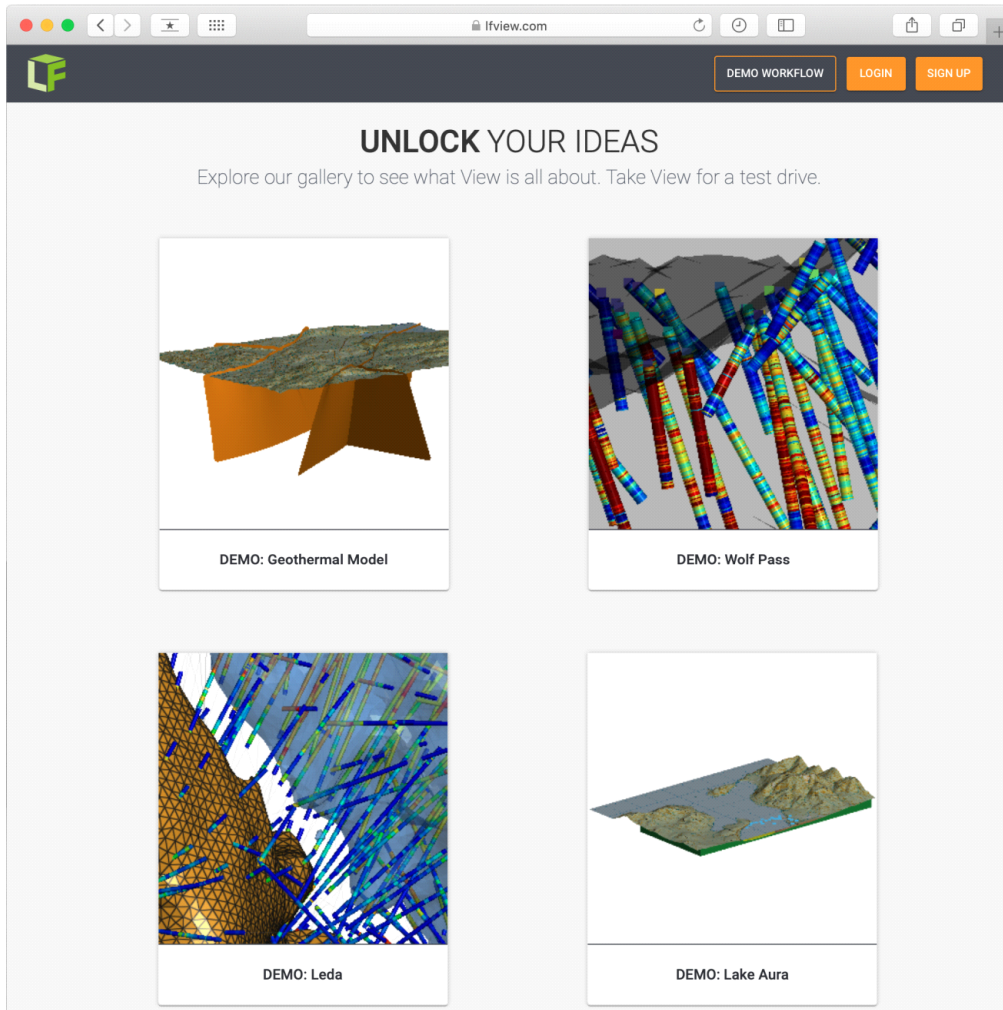 lfview.com
LF
DEMO WORKFLOW
LOGIN
SIGN UP
UNLOCK YOUR IDEAS
Explore our gallery to see what View is all about. Take View for a test drive.
DEMO: Geothermal Model
DEMO: Wolf Pass
DEMO: Leda
DEMO: Lake Aura